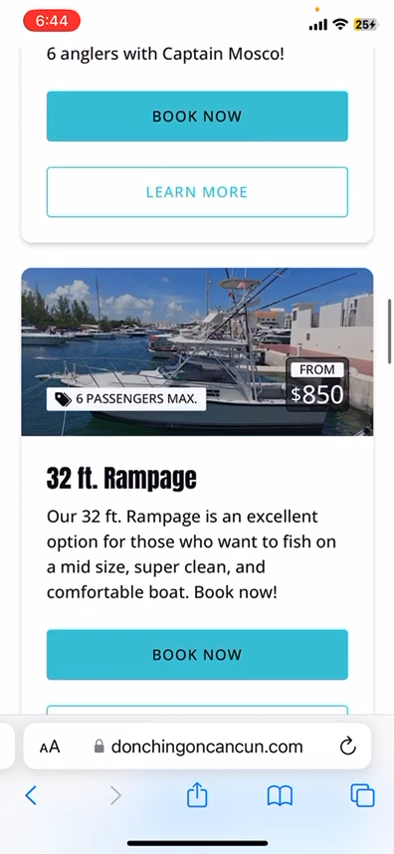 6:44
25
6 anglers with Captain Mosco!
BOOK NOW
LEARN MORE
FROM
$850
6 PASSENGERS MAX.
32 ft. Rampage
Our 32 ft. Rampage is an excellent
option for those who want to fish on
a mid size, super clean, and
comfortable boat. Book now!
BOOK NOW
AA
donchingoncancun.com